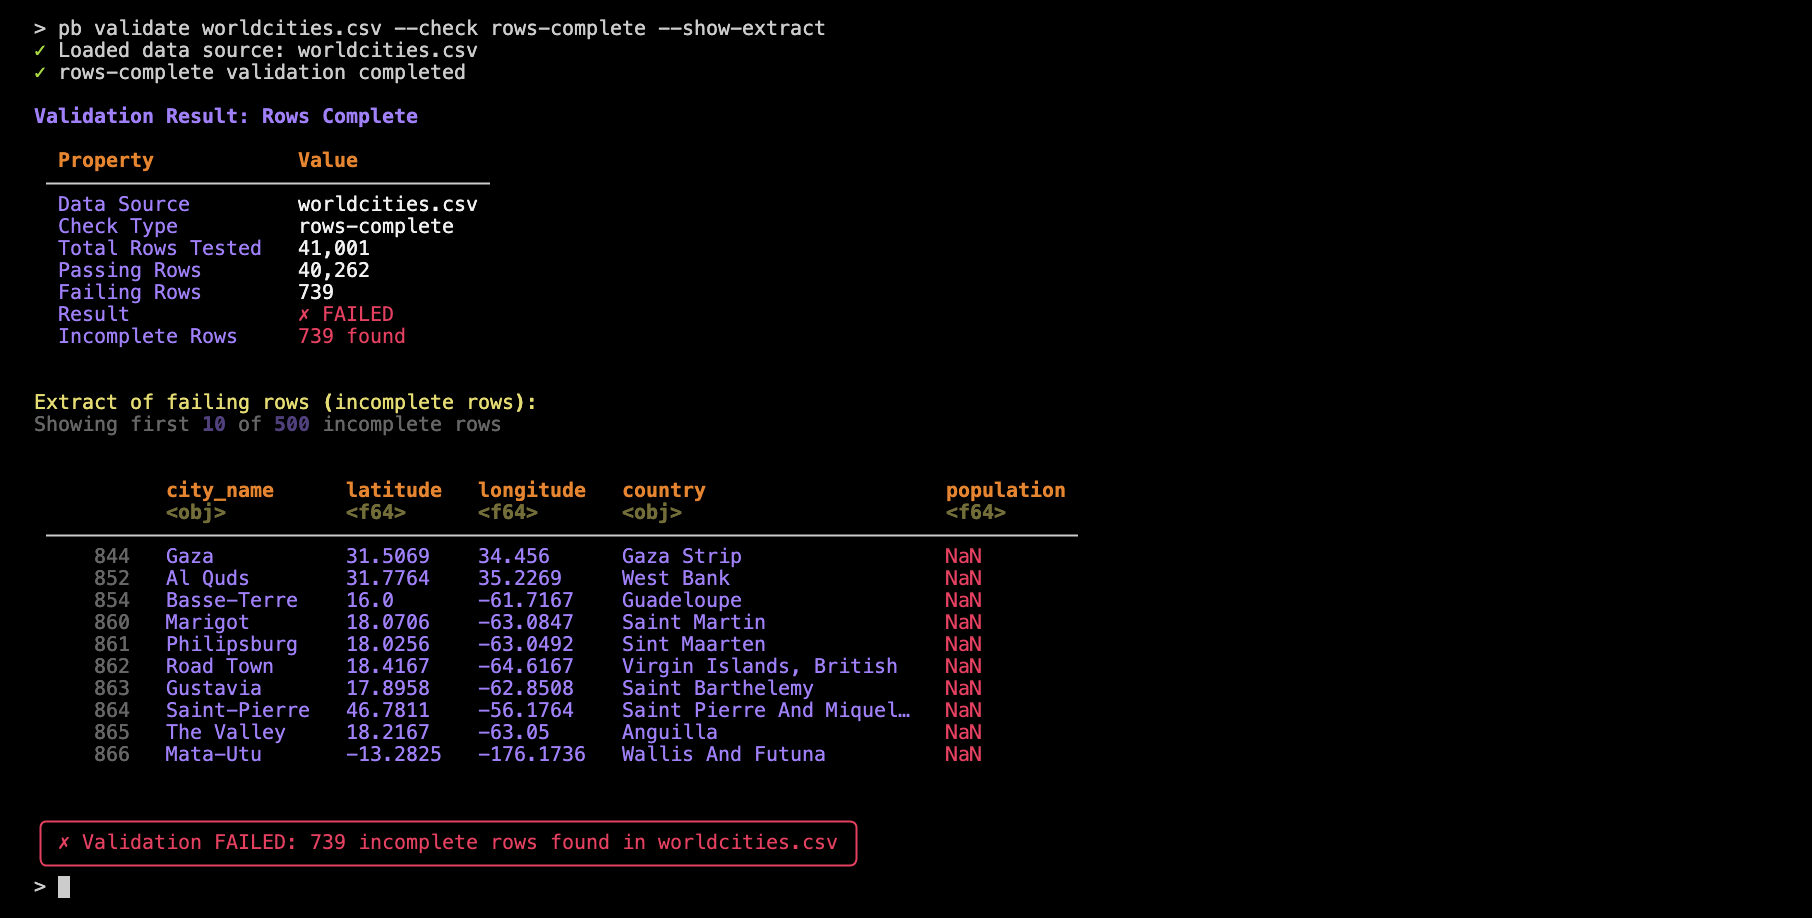 > pb validate worldcities.csv --check rows-complete --show-extract
✓ Loaded data source: worldcities.csv
✓ rows-complete validation completed
Validation Result: Rows Complete
Property Value
Data Source worldcities.csv
Check Type rows-complete
Total Rows Tested 41,001
Passing Rows 40,262
Failing Rows 739
Result ✗ FAILED
Incomplete Rows 739 found
Extract of failing rows (incomplete rows):
Showing first 10 of 500 incomplete rows
city_name latitude longitude country population
<obj> <f64> <f64> <obj> <f64>
844 Gaza 31.5069 34.456 Gaza Strip NaN
852 Al Quds 31.7764 35.2269 West Bank NaN
854 Basse-Terre 16.0 -61.7167 Guadeloupe NaN
860 Marigot 18.0706 -63.0847 Saint Martin NaN
861 Philipsburg 18.0256 -63.0492 Sint Maarten NaN
862 Road Town 18.4167 -64.6167 Virgin Islands, British NaN
863 Gustavia 17.8958 -62.8508 Saint Barthelemy NaN
864 Saint-Pierre 46.7811 -56.1764 Saint Pierre And Miquel… NaN
865 The Valley 18.2167 -63.05 Anguilla NaN
866 Mata-Utu -13.2825 -176.1736 Wallis And Futuna NaN
✗ Validation FAILED: 739 incomplete rows found in worldcities.csv
>